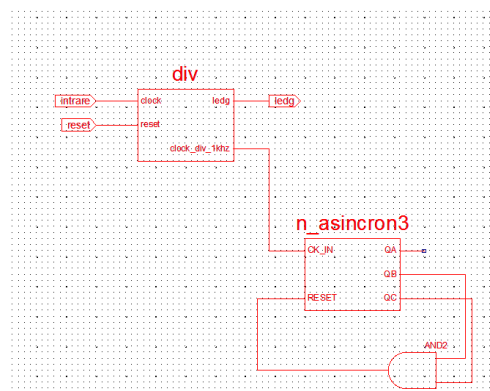 div
intrare
clock
ledg
ledg
reset
reset
clock_div_1khz
n_asincron3
CK_IN
QA
QB
RESET
QC
AND2